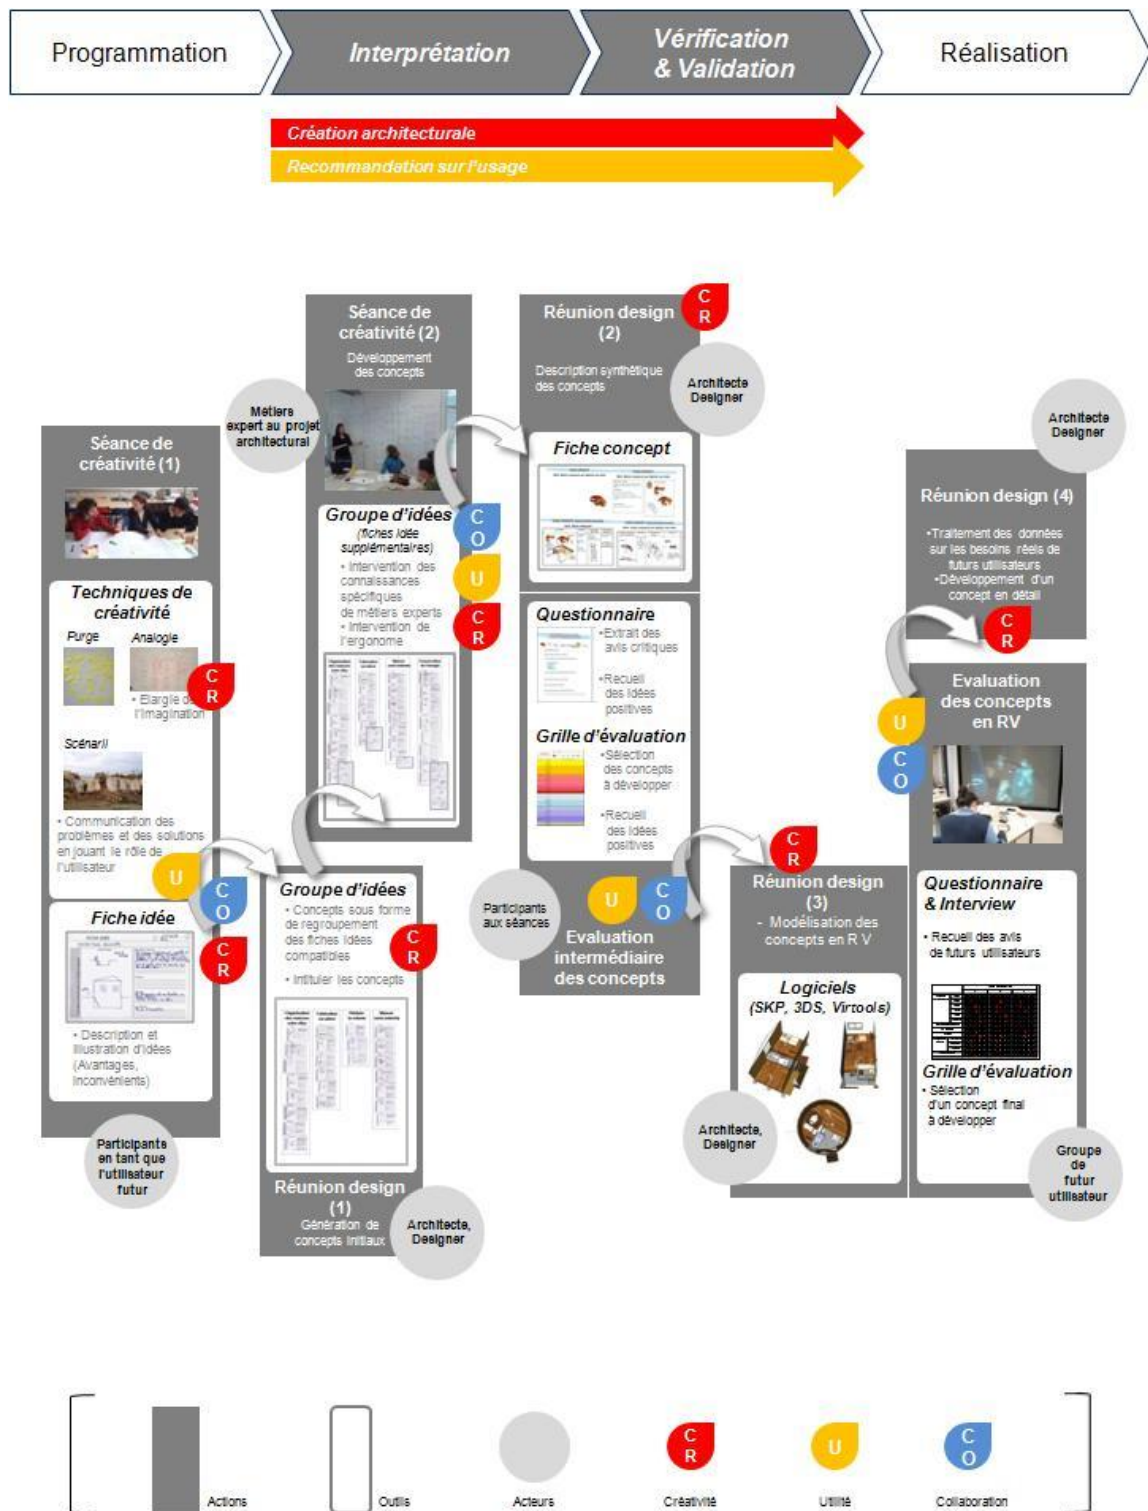 Programmation
Interprétation
Vérification
& Validation
Réalisation
Création architecturale
Recommandation sur l'usage
Séance de
créativité (1)
Techniques de
créativité
Purge
Analogie
• Elargie de
l'imagination
Scénarii
• Communication des
problèmes et des solutions
en jouant le rôle de
l'utilisateur
C
R
U
C
O
C
R
Fiche idée
• Description et
illustration d'idées
(Avantages,
inconvénients)
Participants
en tant que
l'utilisateur
futur
Groupe d'idées
• Concepts sous forme
de regroupement
des fiches idées
compatibles
• Intituler les concepts
C
R
Réunion design
(1)
Génération de
concepts initiaux
Architecte,
Designer
Séance de
créativité (2)
Développement
des concepts
Métiers
expert au projet
architectural
Groupe d'idées
(fiches idée
supplémentaires)
• Intervention des
connaissances
spécifiques
de métiers experts
• Intervention de
l'ergonome
C
O
U
C
R
Réunion design
(2)
C
R
Description synthétique
des concepts
Architecte
Designer
Fiche concept
Questionnaire
•Extrait des
avis critiques
•Recueil
des idées
positives
Grille d'évaluation
•Sélection
des concepts
à développer
•Recueil
des idées
positives
Participants
aux séances
U
C
O
Evaluation
intermédiaire
des concepts
C
R
Réunion design
(3)
- Modélisation des
concepts en R V
Logiciels
(SKP, 3DS, Virtools)
Architecte,
Designer
Architecte
Designer
Réunion design (4)
•Traitement des données
sur les besoins réels de
futurs utilisateurs
•Développement d'un
concept en détail
C
R
U
C
O
Evaluation
des concepts
en RV
Questionnaire
& Interview
• Recueil des avis
de futurs utilisateurs
Grille d'évaluation
• Sélection
d'un concept final
à développer
Groupe
de
futur
utilisateur
Actions
Outils
Acteurs
C
R
Créativité
U
Utilité
C
O
Collaboration